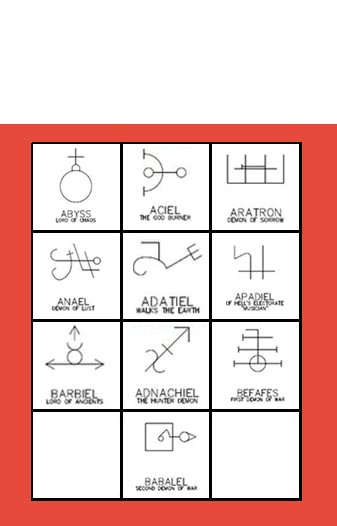 ABYSS
LORD OF CHAOS
ACIEL
THE GOD BURNER
ARATRON
DEMON OF SORROW
ANAEL
DEMON OF LUST
ADATIEL
WALKS THE EARTH
APADIEL
OF HELL'S ELECTORATE
"MUSICIAN"
BARBIEL
LORD OF ANCIENTS
ADNACHIEL
THE HUNTER DEMON
BEFAFES
FIRST DEMON OF WAR
BABALEL
SECOND DEMON OF WAR